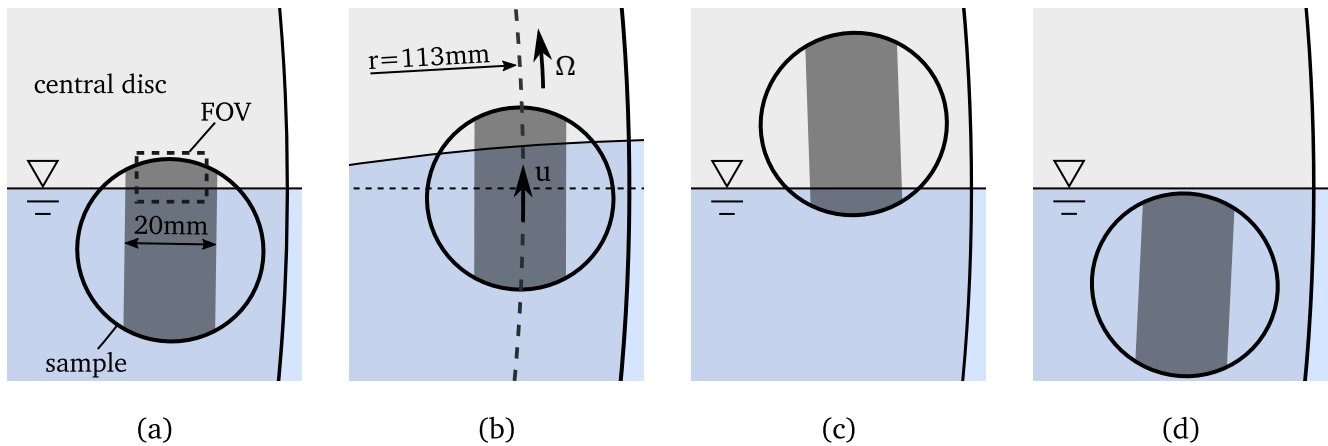 central disc
FOV
20mm
sample
r=113mm
Ω
u
(a)
(b)
(c)
(d)